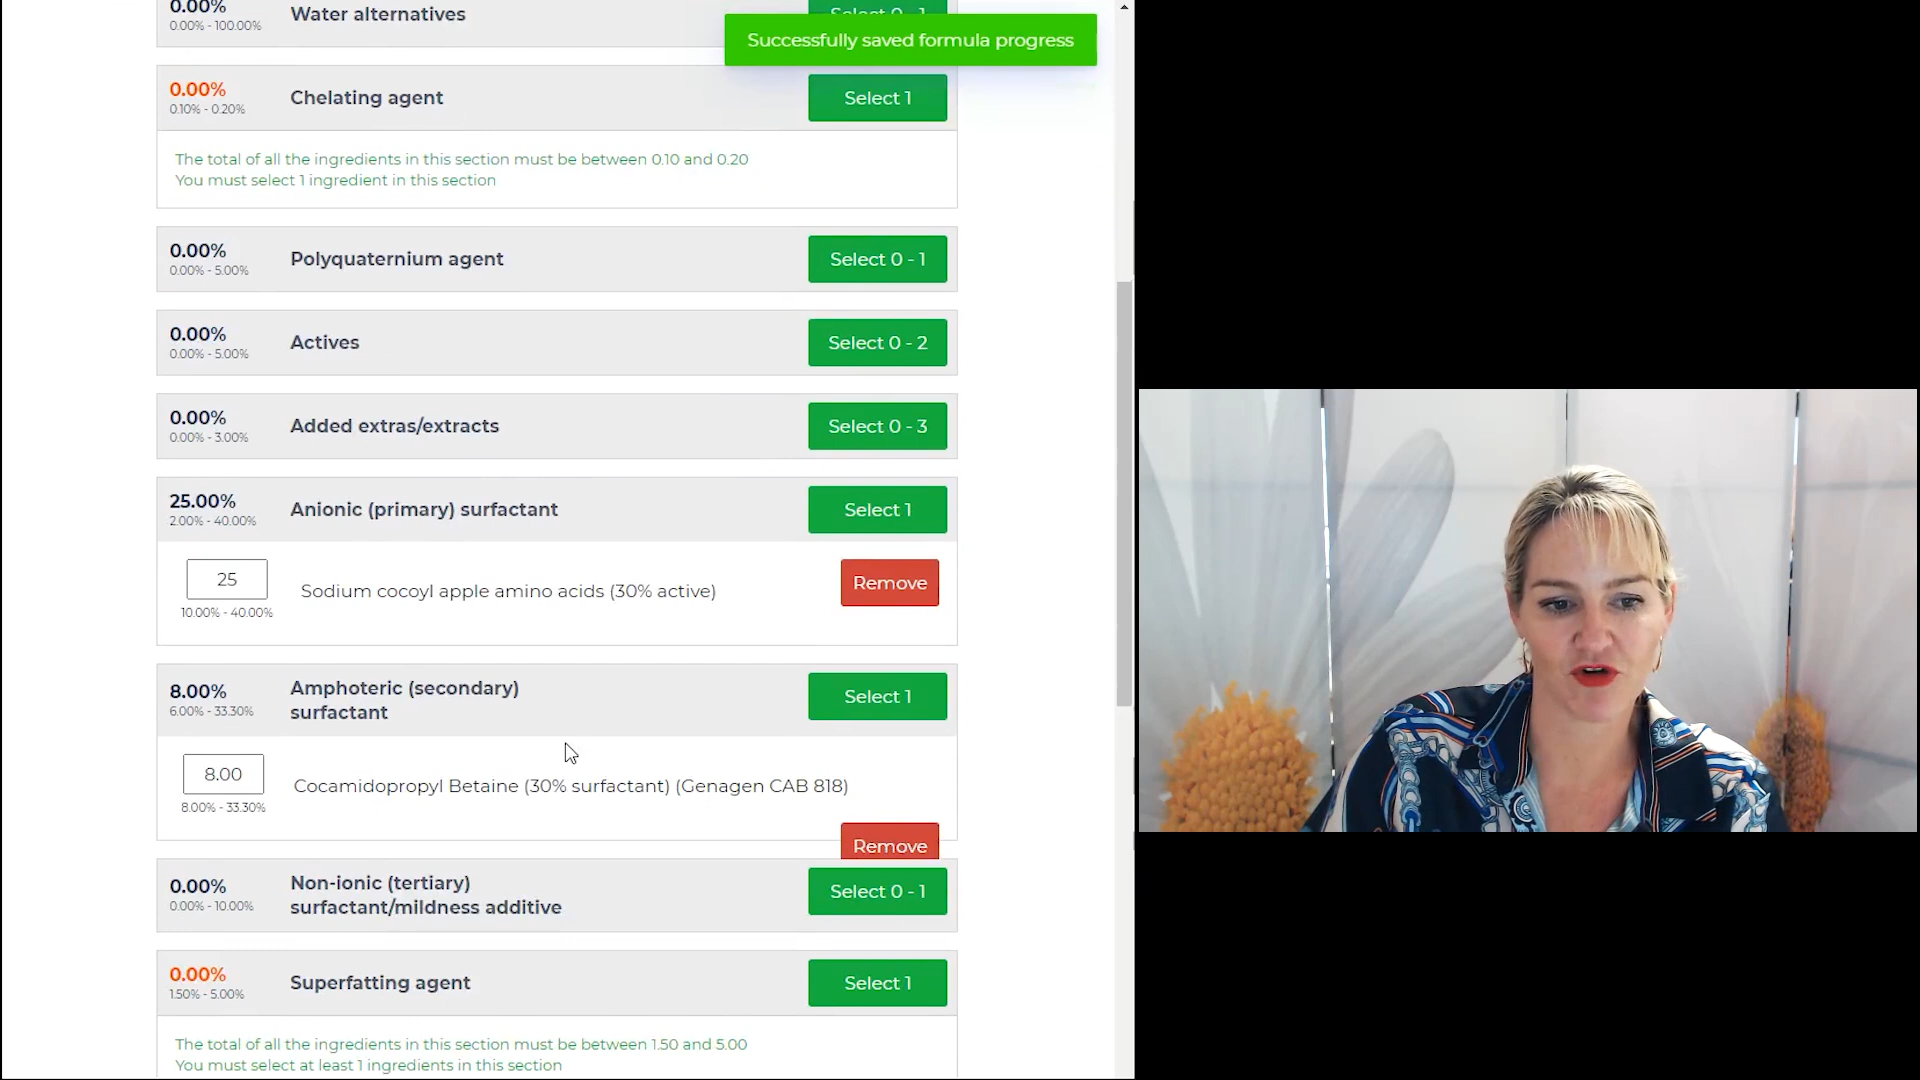 0.00%
0.00% - 100.00%
Water alternatives
Select 0 - 1
Successfully saved formula progress
0.00%
0.10% - 0.20%
Chelating agent
Select 1
The total of all the ingredients in this section must be between 0.10 and 0.20
You must select 1 ingredient in this section
0.00%
0.00% - 5.00%
Polyquaternium agent
Select 0 - 1
0.00%
0.00% - 5.00%
Actives
Select 0 - 2
0.00%
0.00% - 3.00%
Added extras/extracts
Select 0 - 3
25.00%
2.00% - 40.00%
Anionic (primary) surfactant
Select 1
25
10.00% - 40.00%
Sodium cocoyl apple amino acids (30% active)
Remove
8.00%
6.00% - 33.30%
Amphoteric (secondary)
surfactant
Select 1
8.00
8.00% - 33.30%
Cocamidopropyl Betaine (30% surfactant) (Genagen CAB 818)
Remove
0.00%
0.00% - 10.00%
Non-ionic (tertiary)
surfactant/mildness additive
Select 0 - 1
0.00%
1.50% - 5.00%
Superfatting agent
Select 1
The total of all the ingredients in this section must be between 1.50 and 5.00
You must select at least 1 ingredients in this section